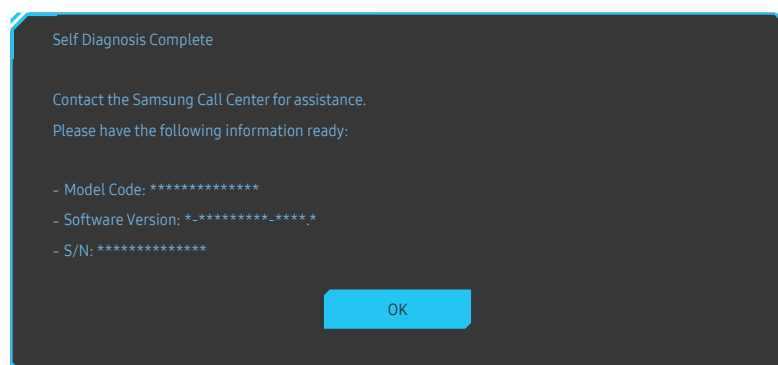 Self Diagnosis Complete
Contact the Samsung Call Center for assistance.
Please have the following information ready:
- Model Code: **************
- Software Version: *-*********-****.*
- S/N: **************
OK